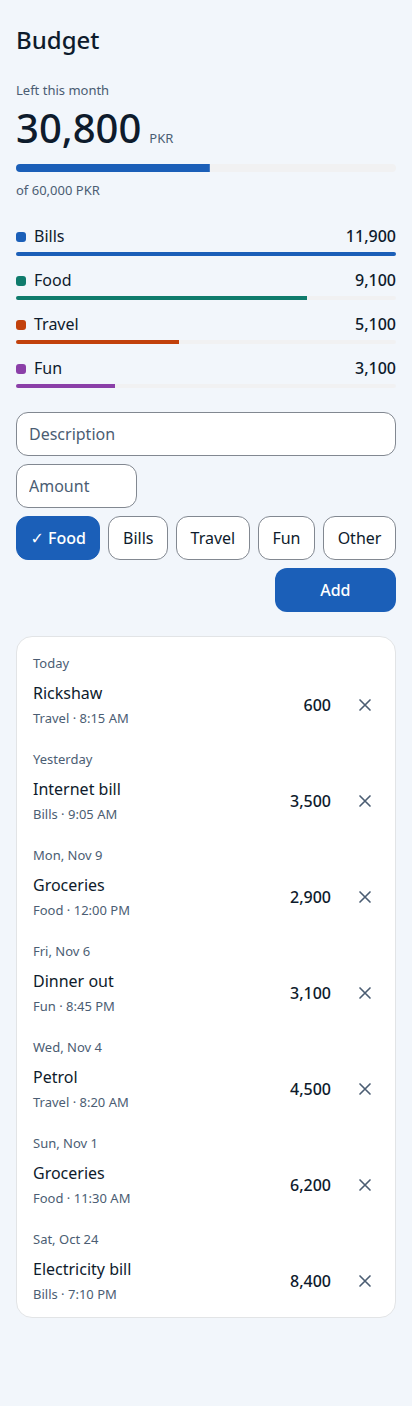 Budget
Left this month
30,800 PKR
of 60,000 PKR
Bills 11,900
Food 9,100
Travel 5,100
Fun 3,100
Description
Amount
✓ Food Bills Travel Fun Other
Add
Today
Rickshaw
Travel · 8:15 AM
600
Yesterday
Internet bill
Bills · 9:05 AM
3,500
Mon, Nov 9
Groceries
Food · 12:00 PM
2,900
Fri, Nov 6
Dinner out
Fun · 8:45 PM
3,100
Wed, Nov 4
Petrol
Travel · 8:20 AM
4,500
Sun, Nov 1
Groceries
Food · 11:30 AM
6,200
Sat, Oct 24
Electricity bill
Bills · 7:10 PM
8,400